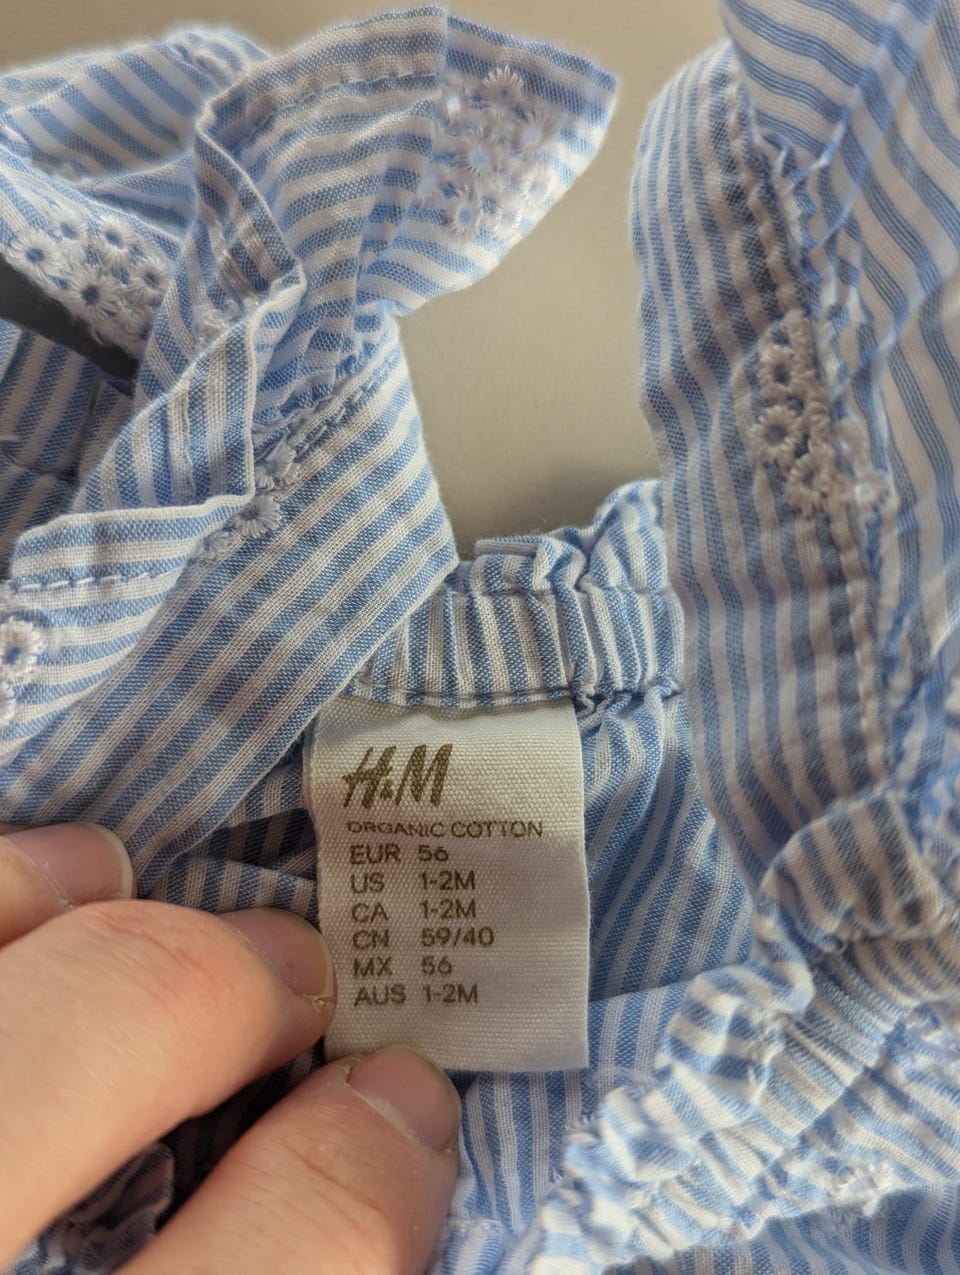 H&M
ORGANIC COTTON
EUR 56
US 1-2M
CA 1-2M
CN 59/40
MX 56
AUS 1-2M